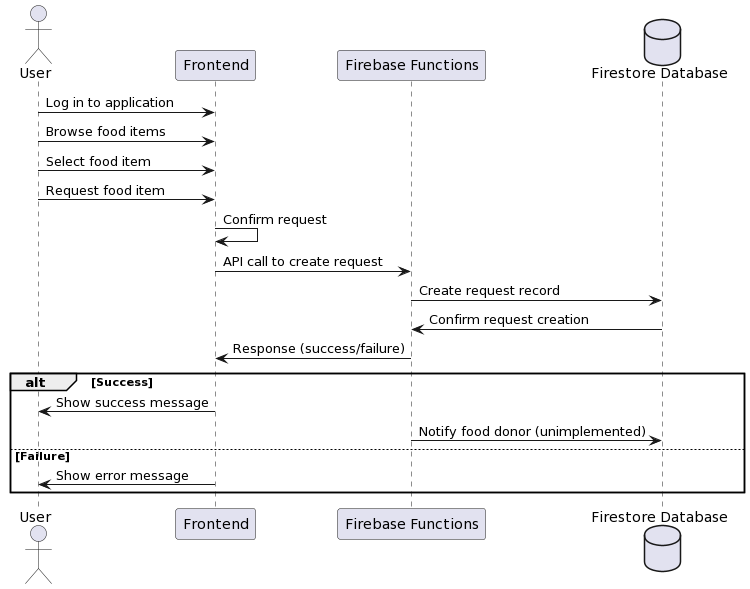 User
Frontend
Firebase Functions
Firestore Database
Log in to application
Browse food items
Select food item
Request food item
Confirm request
API call to create request
Create request record
Confirm request creation
Response (success/failure)
alt [Success]
Show success message
Notify food donor (unimplemented)
[Failure]
Show error message
User
Frontend
Firebase Functions
Firestore Database